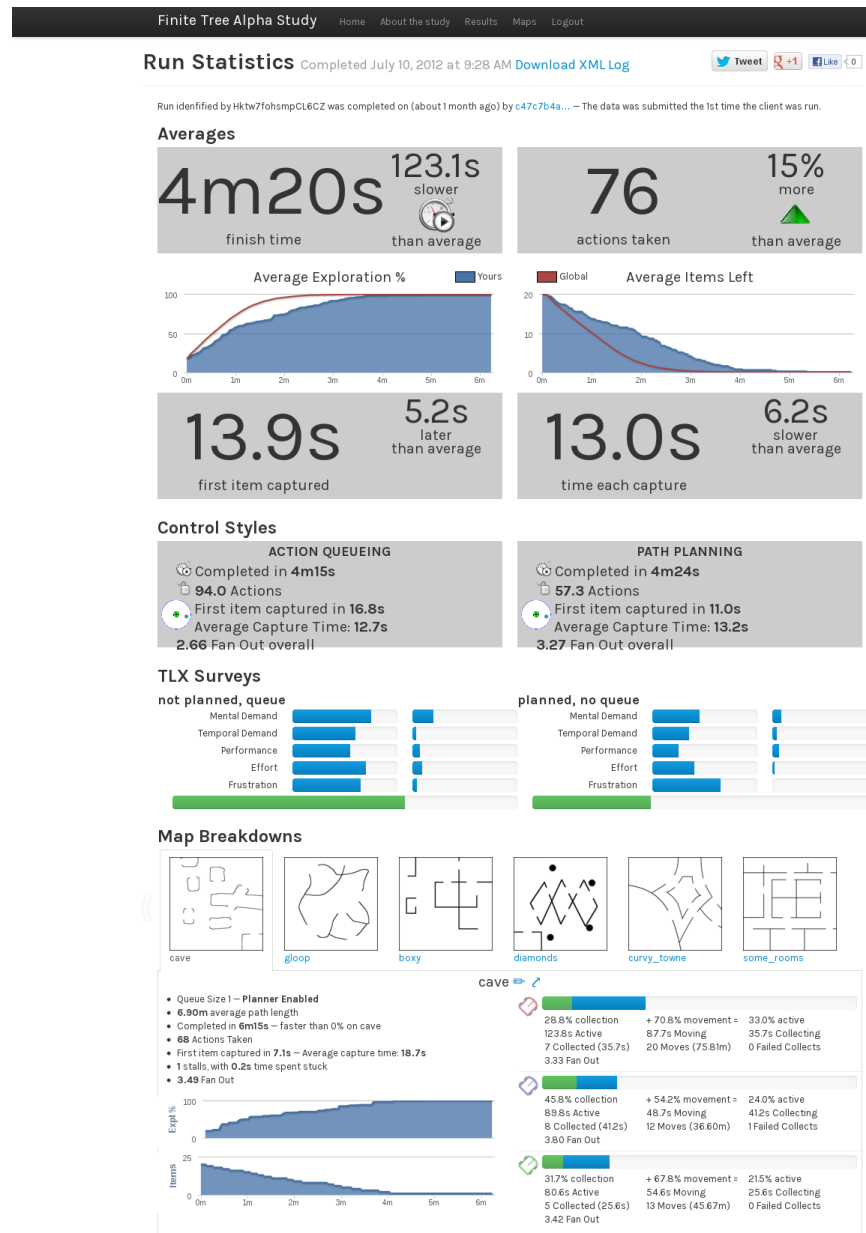 Finite Tree Alpha Study Home About the study Results Maps Logout
Run Statistics Completed July 10, 2012 at 9:28 AM Download XML Log
Tweet +1 Like 0
Run idenfified by Hktw7fohsmpCL6CZ was completed on (about 1 month ago) by c47c7b4a... — The data was submitted the 1st time the client was run.
Averages
4m20s
finish time
123.1s
slower
than average
76
actions taken
15%
more
than average
Average Exploration %
Yours
Global
Average Items Left
100
50
0
0m 1m 2m 3m 4m 5m 6m
20
10
0
0m 1m 2m 3m 4m 5m 6m
13.9s
first item captured
5.2s
later
than average
13.0s
time each capture
6.2s
slower
than average
Control Styles
ACTION QUEUEING
Completed in 4m15s
94.0 Actions
First item captured in 16.8s
Average Capture Time: 12.7s
2.66 Fan Out overall
PATH PLANNING
Completed in 4m24s
57.3 Actions
First item captured in 11.0s
Average Capture Time: 13.2s
3.27 Fan Out overall
TLX Surveys
not planned, queue
Mental Demand
Temporal Demand
Performance
Effort
Frustration
planned, no queue
Mental Demand
Temporal Demand
Performance
Effort
Frustration
Map Breakdowns
cave gloop boxy diamonds curvy_towne some_rooms
cave
Queue Size 1 — Planner Enabled
6.90m average path length
Completed in 6m15s — faster than 0% on cave
68 Actions Taken
First item captured in 7.1s — Average capture time: 18.7s
1 stalls, with 0.2s time spent stuck
3.49 Fan Out
Expl %
100
0
Items
25
0
0m 1m 2m 3m 4m 5m 6m
28.8% collection + 70.8% movement = 33.0% active
123.8s Active 87.7s Moving 35.7s Collecting
7 Collected (35.7s) 20 Moves (75.81m) 0 Failed Collects
3.33 Fan Out
45.8% collection + 54.2% movement = 24.0% active
89.8s Active 48.7s Moving 41.2s Collecting
8 Collected (41.2s) 12 Moves (36.60m) 1 Failed Collects
3.80 Fan Out
31.7% collection + 67.8% movement = 21.5% active
80.6s Active 54.6s Moving 25.6s Collecting
5 Collected (25.6s) 13 Moves (45.67m) 0 Failed Collects
3.42 Fan Out